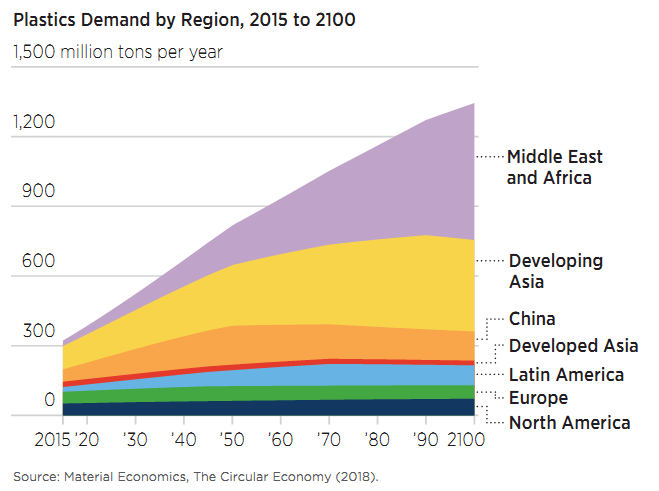 Plastics Demand by Region, 2015 to 2100
1,500 million tons per year
1,200
900
600
300
0
Middle East
and Africa
Developing
Asia
China
Developed Asia
Latin America
Europe
North America
2015 '20 '30 '40 '50 '60 '70 '80 '90 2100
Source: Material Economics, The Circular Economy (2018).